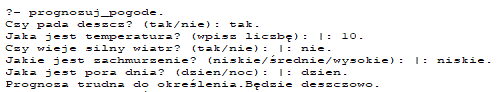 ?- prognozuj_pogode.
Czy pada deszcz? (tak/nie): tak.
Jaka jest temperatura? (wpisz liczbę): |: 10.
Czy wieje silny wiatr? (tak/nie): |: nie.
Jakie jest zachmurzenie? (niskie/średnie/wysokie): |: niskie.
Jaka jest pora dnia? (dzien/noc): |: dzien.
Prognoza trudna do określenia.Będzie deszczowo.